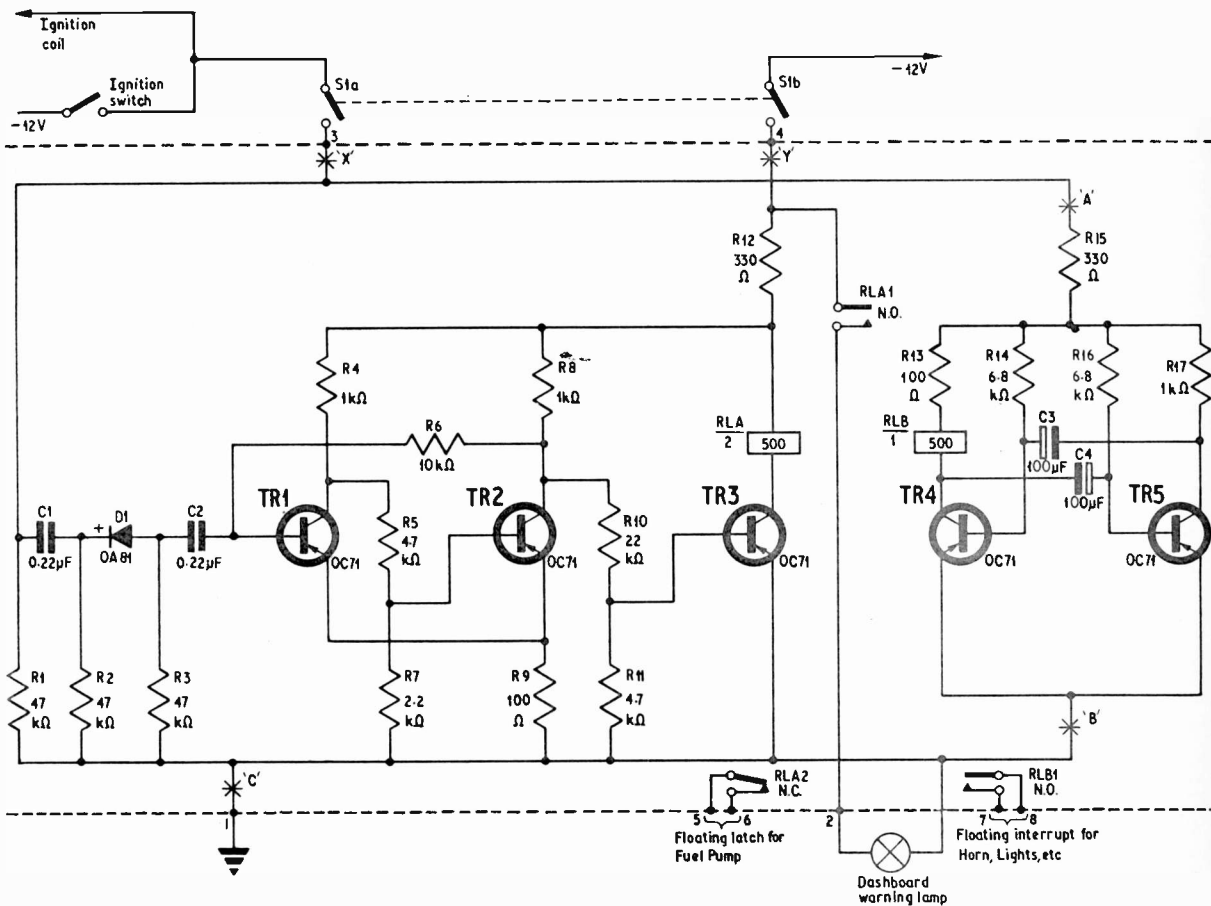 Ignition
coil
Ignition
switch
-12V
S1a
3
'X'
S1b
-12V
4
'Y'
'A'
R12
330
Ω
R15
330
Ω
RLA1
N.O.
R4
1kΩ
R8
1kΩ
R6
10kΩ
RLA
2
500
R13
100
Ω
R14
6.8
kΩ
R16
6.8
kΩ
R17
1kΩ
RLB
1
500
C3
100μF
C4
100μF
C1
0.22μF
+
D1
OA81
C2
0.22μF
TR1
OC71
R5
4.7
kΩ
TR2
OC71
R10
22
kΩ
TR3
OC71
TR4
OC71
TR5
OC71
R1
47
kΩ
R2
47
kΩ
R3
47
kΩ
R7
2.2
kΩ
R9
100
Ω
R11
4.7
kΩ
'B'
'C'
1
RLA2
N.C.
5 6
Floating latch for
Fuel Pump
2
RLB1
N.O.
7 8
Floating interrupt for
Horn, Lights, etc
Dashboard
warning lamp